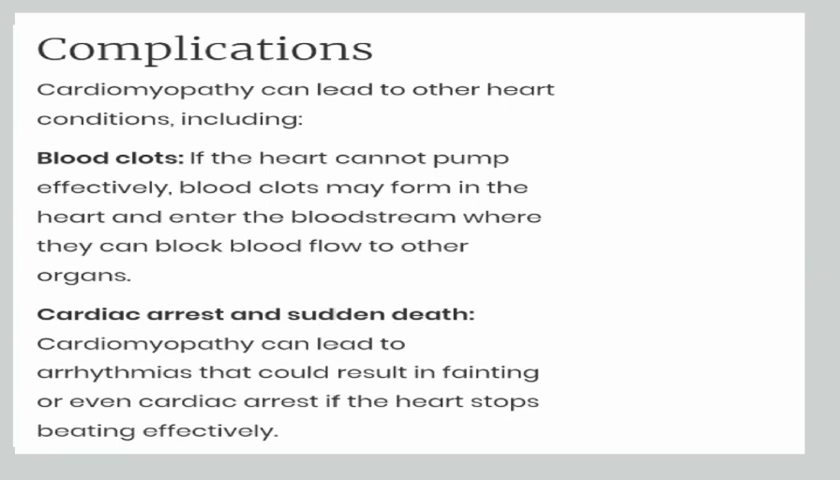 Complications
Cardiomyopathy can lead to other heart
conditions, including:
Blood clots: If the heart cannot pump
effectively, blood clots may form in the
heart and enter the bloodstream where
they can block blood flow to other
organs.
Cardiac arrest and sudden death:
Cardiomyopathy can lead to
arrhythmias that could result in fainting
or even cardiac arrest if the heart stops
beating effectively.